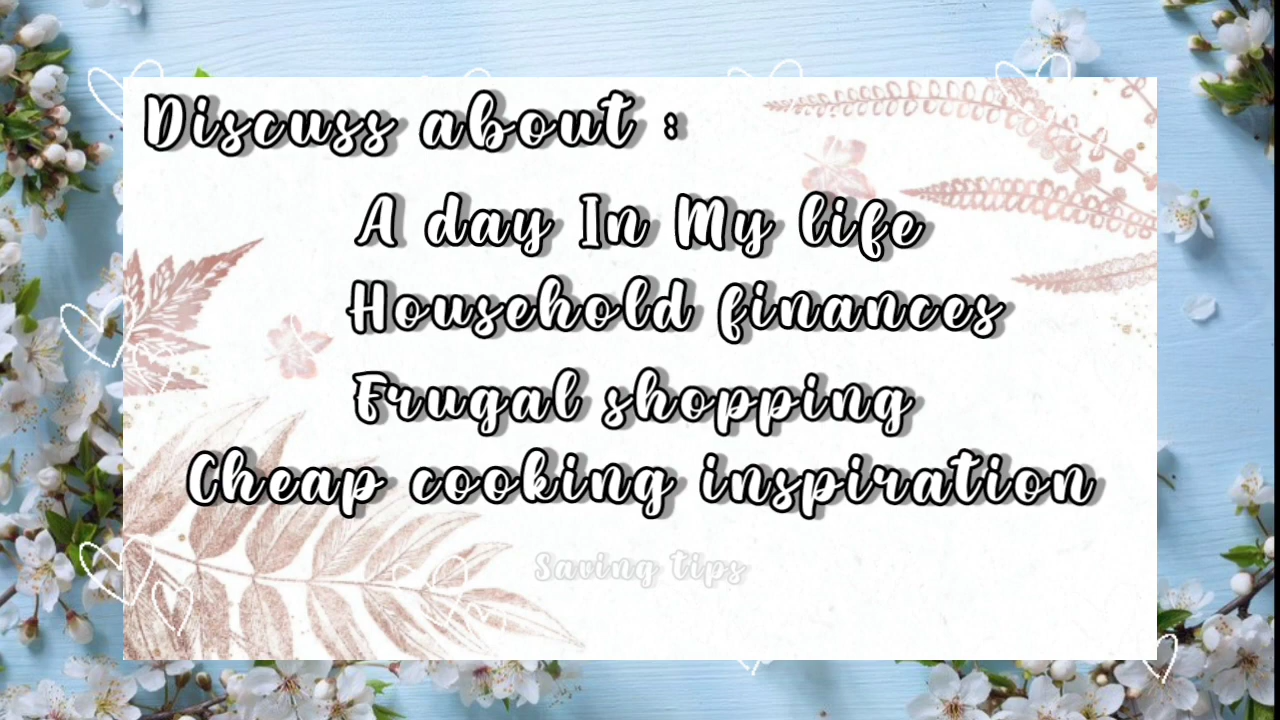 Discuss about :
A day In My life
Household finances
Frugal shopping
Cheap cooking inspiration
Saving tips